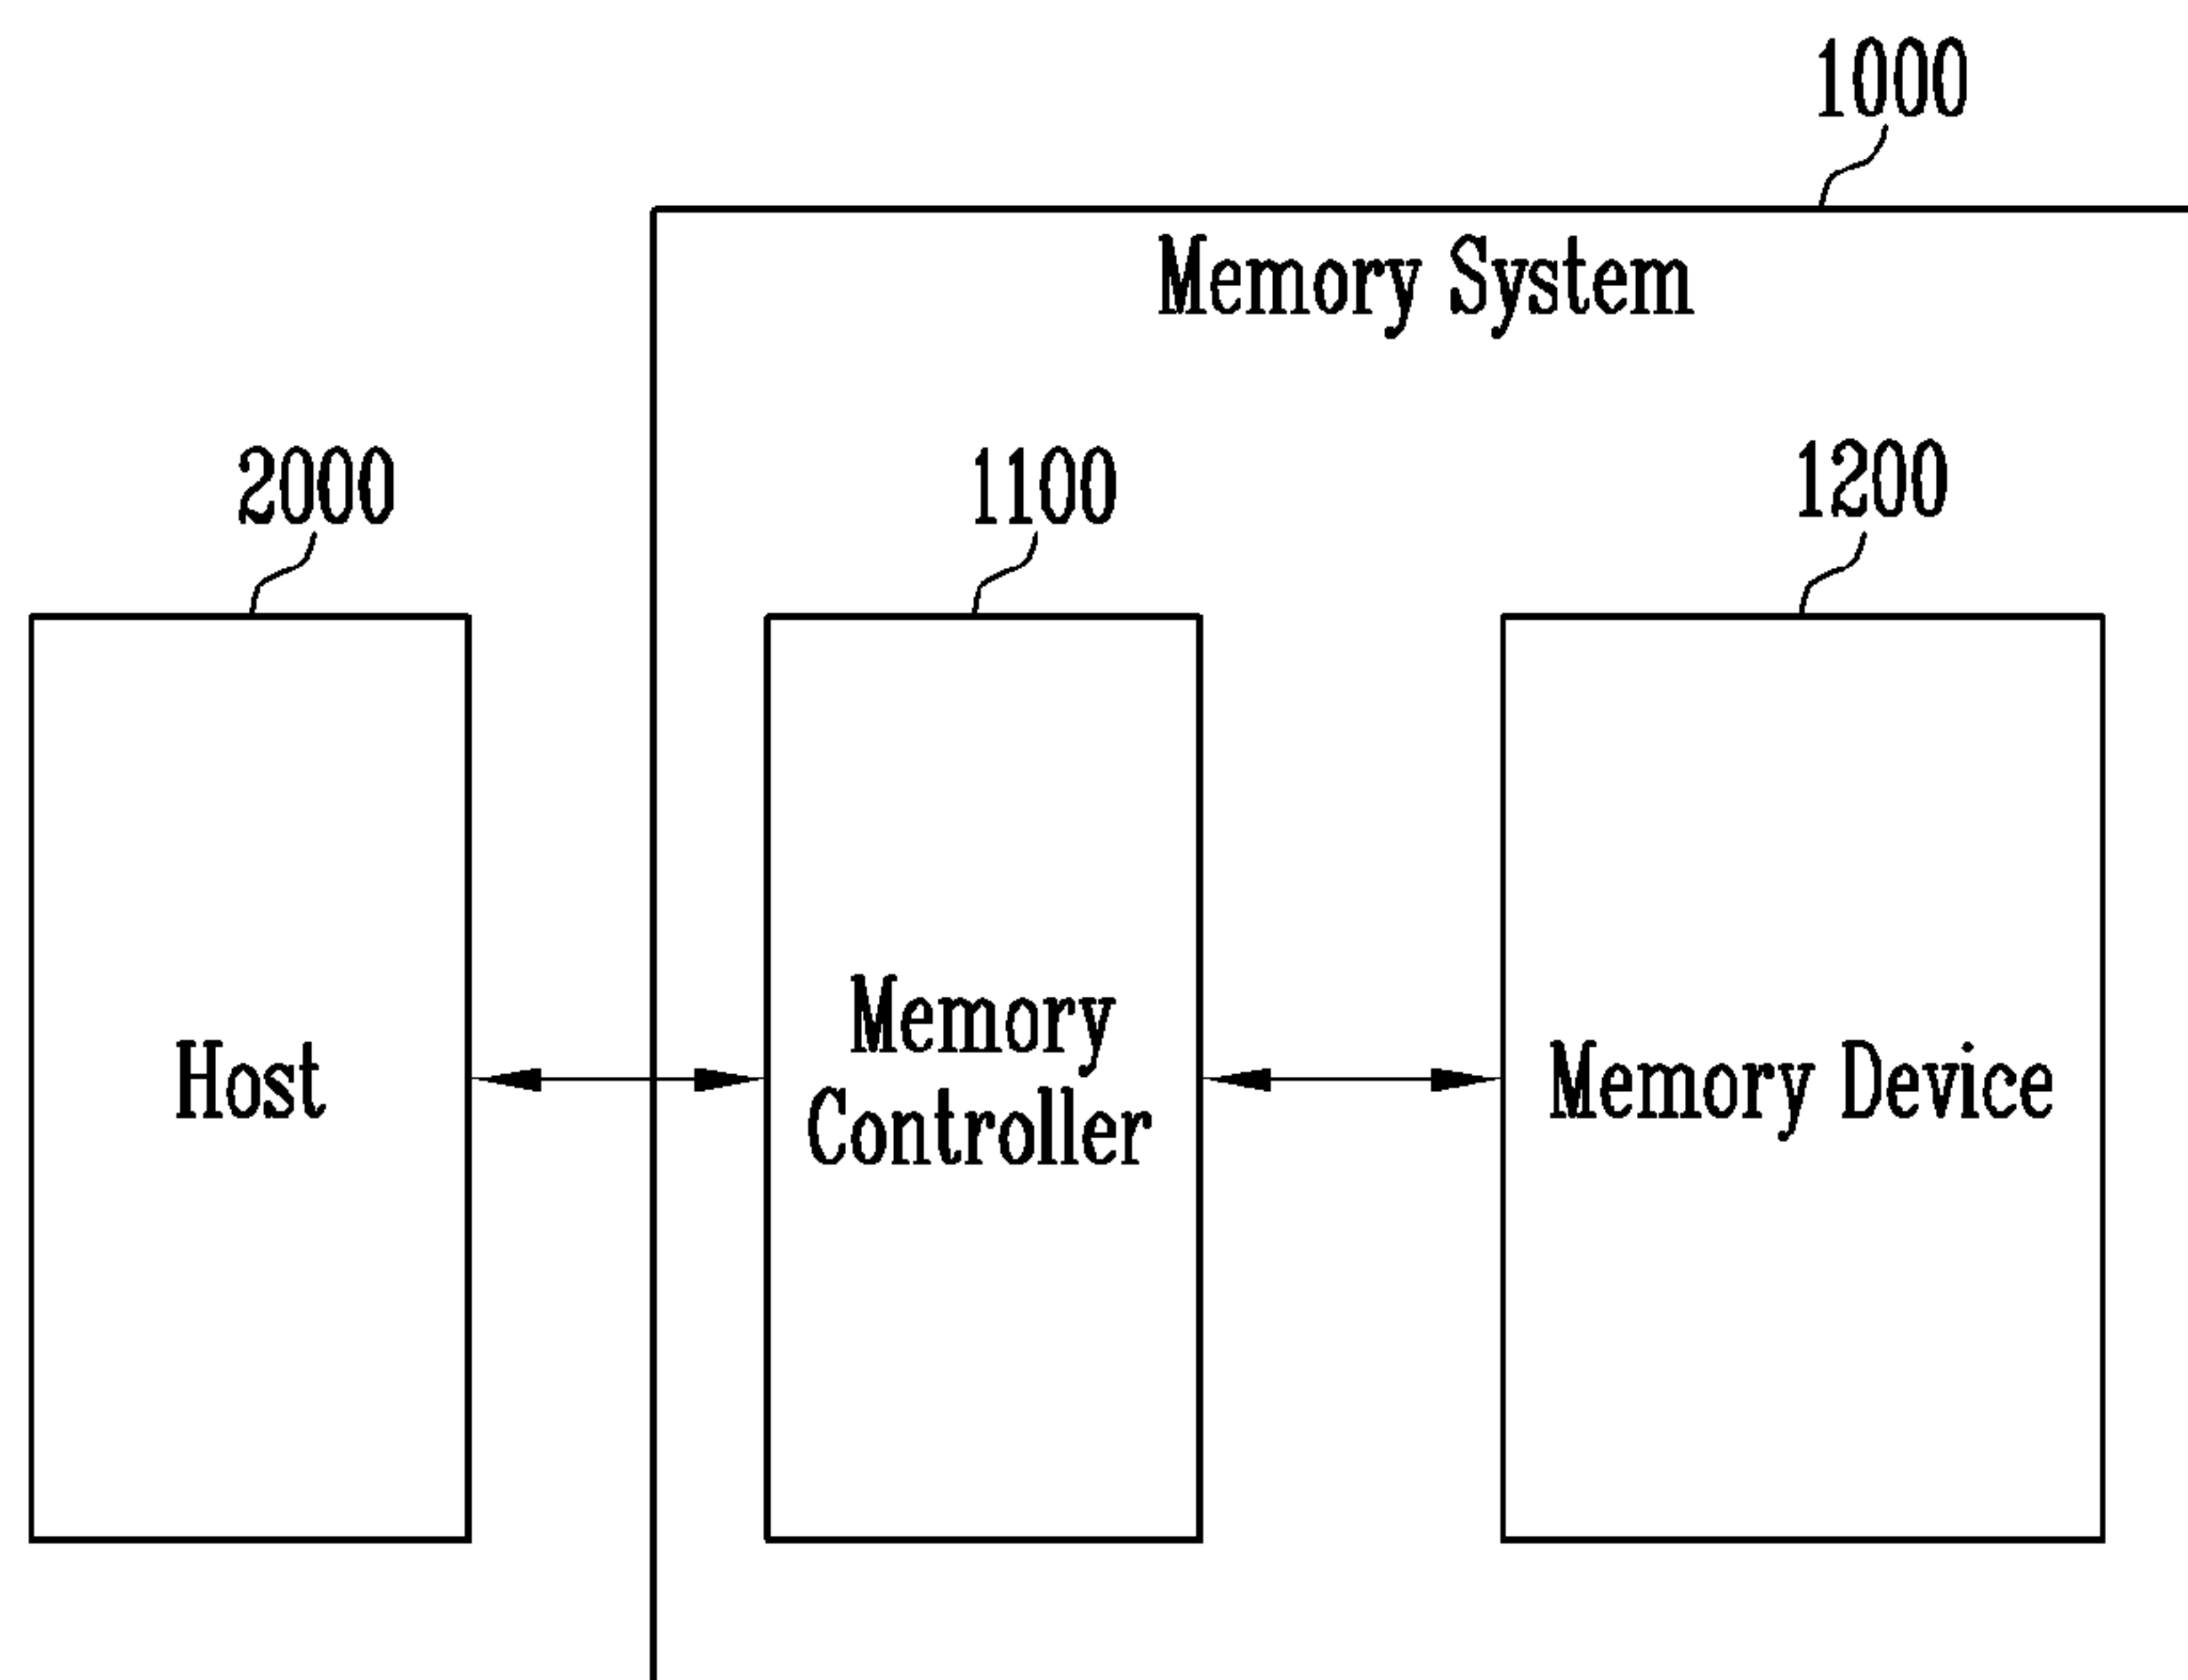 1000
Memory System
2000
1100
1200
Host
Memory
Controller
Memory Device